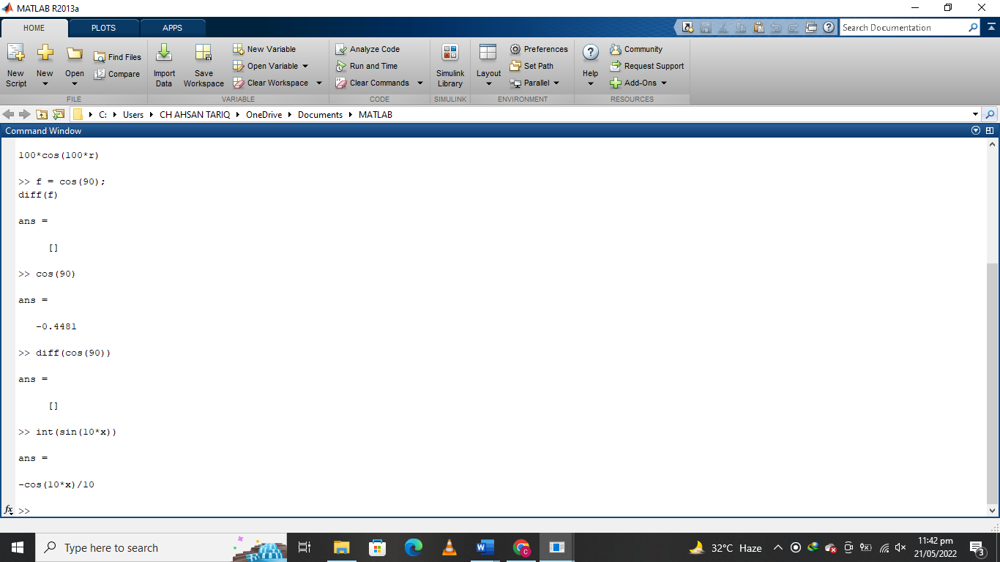 MATLAB R2013a
HOME PLOTS APPS
Search Documentation
New Script
New
Open
Find Files
Compare
Import Data
Save Workspace
New Variable
Open Variable
Clear Workspace
Analyze Code
Run and Time
Clear Commands
Simulink Library
Layout
Preferences
Set Path
Parallel
Help
Community
Request Support
Add-Ons
FILE VARIABLE CODE SIMULINK ENVIRONMENT RESOURCES
C: Users CH AHSAN TARIQ OneDrive Documents MATLAB
Command Window
100*cos(100*r)
>> f = cos(90);
diff(f)
ans =
[]
>> cos(90)
ans =
-0.4481
>> diff(cos(90))
ans =
[]
>> int(sin(10*x))
ans =
-cos(10*x)/10
fx >>
Type here to search
W
C
32°C Haze
11:42 pm
21/05/2022
3